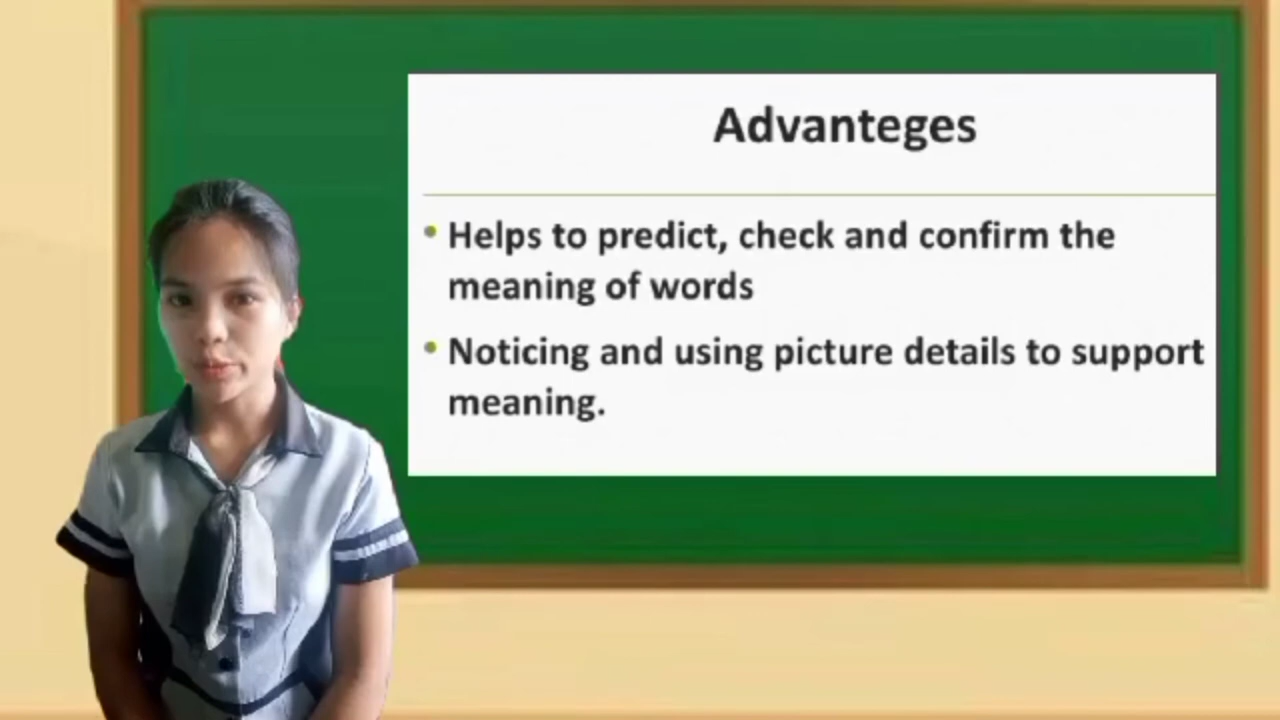 Advanteges
• Helps to predict, check and confirm the
meaning of words
• Noticing and using picture details to support
meaning.